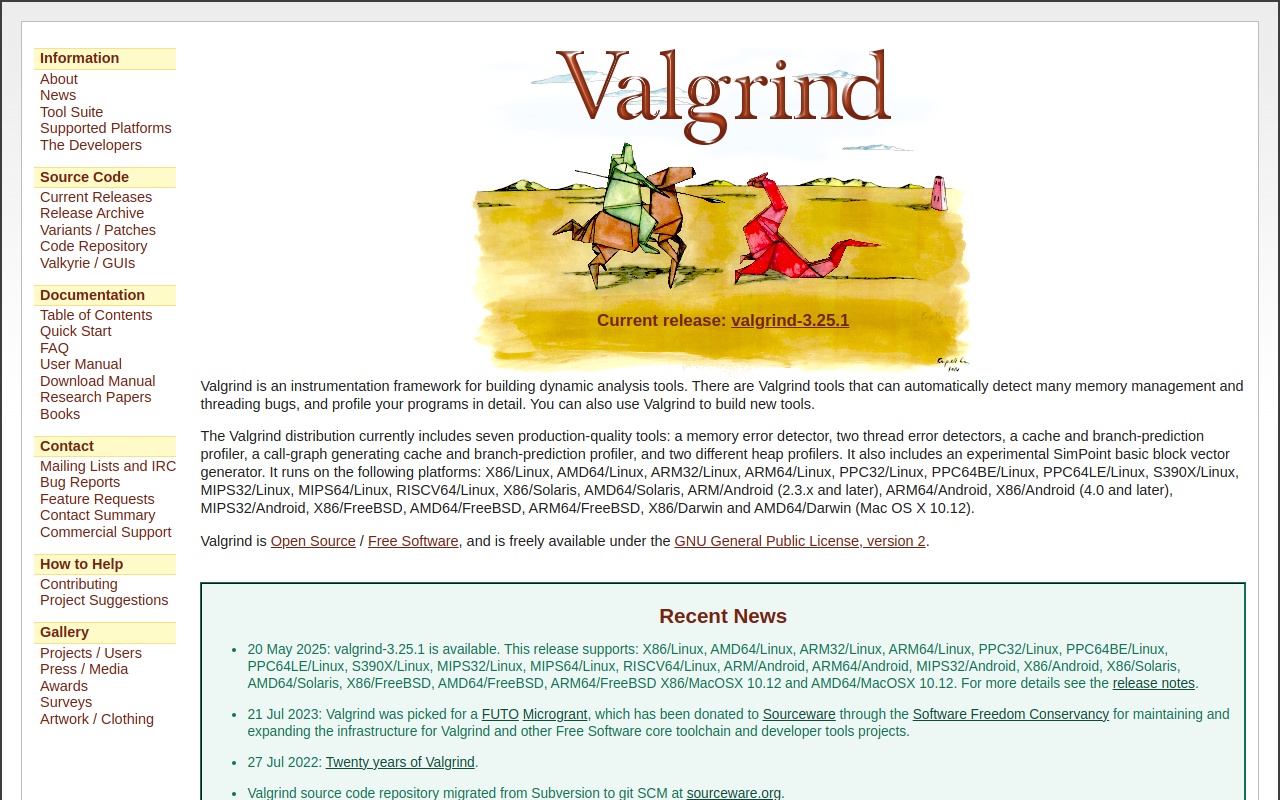 Information
About
News
Tool Suite
Supported Platforms
The Developers
Source Code
Current Releases
Release Archive
Variants / Patches
Code Repository
Valkyrie / GUIs
Documentation
Table of Contents
Quick Start
FAQ
User Manual
Download Manual
Research Papers
Books
Contact
Mailing Lists and IRC
Bug Reports
Feature Requests
Contact Summary
Commercial Support
How to Help
Contributing
Project Suggestions
Gallery
Projects / Users
Press / Media
Awards
Surveys
Artwork / Clothing
Valgrind
Current release: valgrind-3.25.1
Valgrind is an instrumentation framework for building dynamic analysis tools. There are Valgrind tools that can automatically detect many memory management and
threading bugs, and profile your programs in detail. You can also use Valgrind to build new tools.
The Valgrind distribution currently includes seven production-quality tools: a memory error detector, two thread error detectors, a cache and branch-prediction
profiler, a call-graph generating cache and branch-prediction profiler, and two different heap profilers. It also includes an experimental SimPoint basic block vector
generator. It runs on the following platforms: X86/Linux, AMD64/Linux, ARM32/Linux, ARM64/Linux, PPC32/Linux, PPC64BE/Linux, PPC64LE/Linux, S390X/Linux,
MIPS32/Linux, MIPS64/Linux, RISCV64/Linux, X86/Solaris, AMD64/Solaris, ARM/Android (2.3.x and later), ARM64/Android, X86/Android (4.0 and later),
MIPS32/Android, X86/FreeBSD, AMD64/FreeBSD, ARM64/FreeBSD, X86/Darwin and AMD64/Darwin (Mac OS X 10.12).
Valgrind is Open Source / Free Software, and is freely available under the GNU General Public License, version 2.
Recent News
• 20 May 2025: valgrind-3.25.1 is available. This release supports: X86/Linux, AMD64/Linux, ARM32/Linux, ARM64/Linux, PPC32/Linux, PPC64BE/Linux,
PPC64LE/Linux, S390X/Linux, MIPS32/Linux, MIPS64/Linux, RISCV64/Linux, ARM/Android, ARM64/Android, MIPS32/Android, X86/Android, X86/Solaris,
AMD64/Solaris, X86/FreeBSD, AMD64/FreeBSD, ARM64/FreeBSD X86/MacOSX 10.12 and AMD64/MacOSX 10.12. For more details see the release notes.
• 21 Jul 2023: Valgrind was picked for a FUTO Microgrant, which has been donated to Sourceware through the Software Freedom Conservancy for maintaining and
expanding the infrastructure for Valgrind and other Free Software core toolchain and developer tools projects.
• 27 Jul 2022: Twenty years of Valgrind.
• Valgrind source code repository migrated from Subversion to git SCM at sourceware.org.